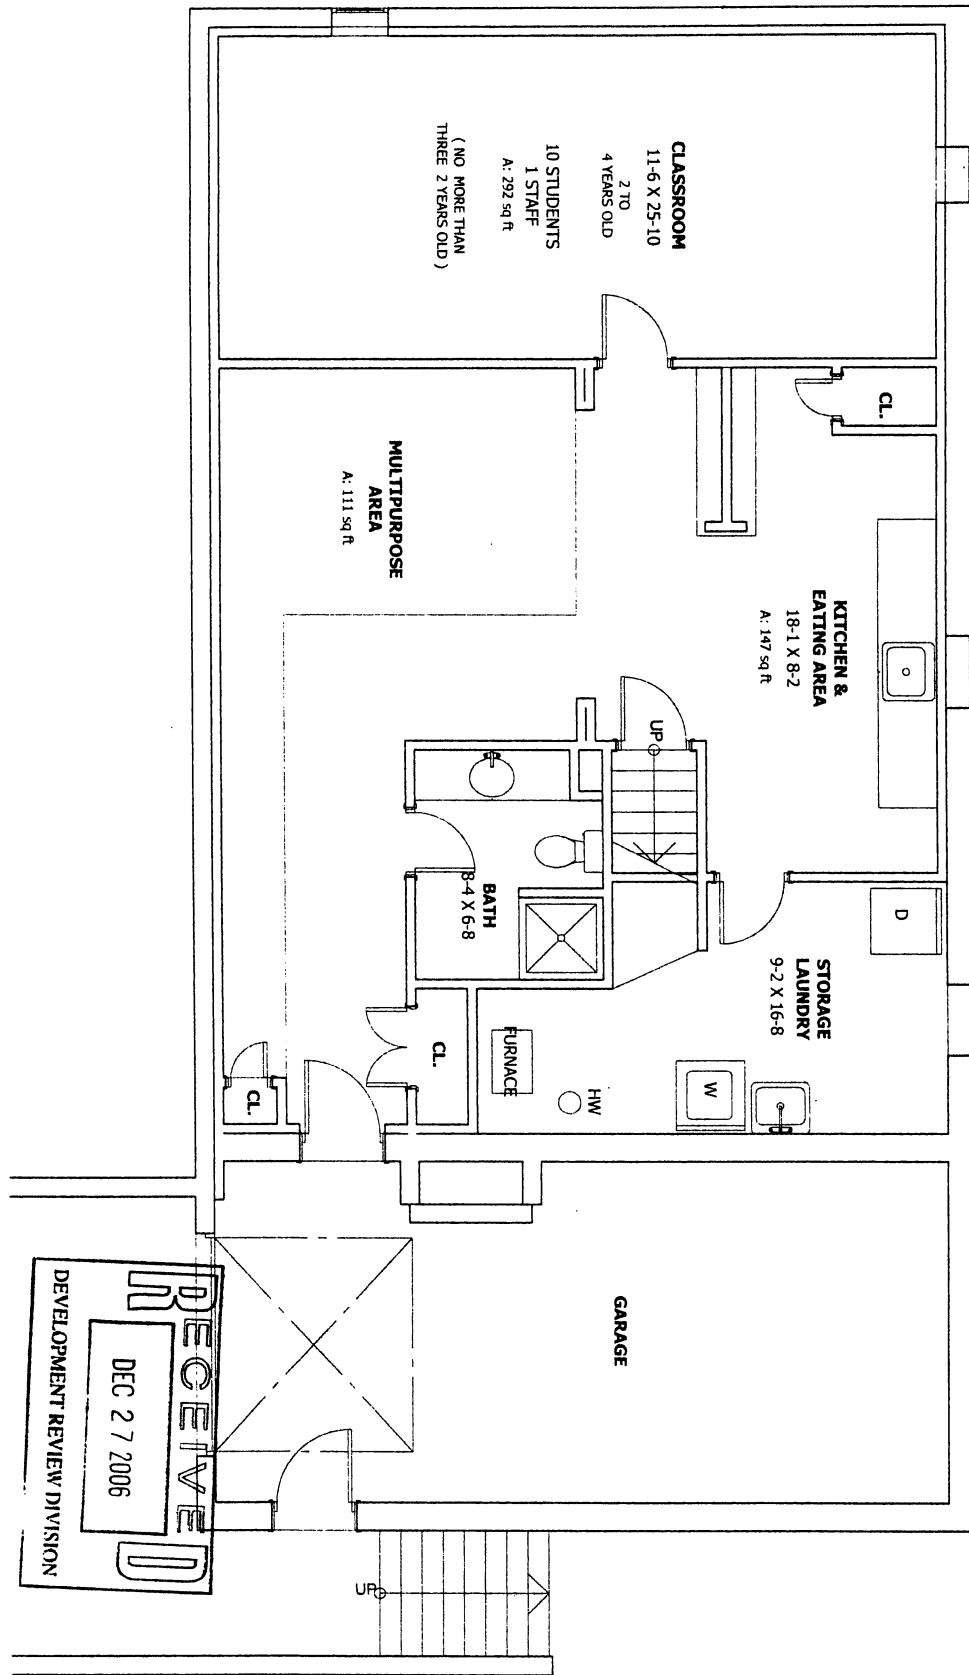 CLASSROOM
11-6 X 25-10
2 TO
4 YEARS OLD
10 STUDENTS
1 STAFF
A: 292 sq ft
( NO MORE THAN
THREE 2 YEARS OLD )
CL.
KITCHEN &
EATING AREA
18-1 X 8-2
A: 147 sq ft
MULTIPURPOSE
AREA
A: 111 sq ft
UP
BATH
8-4 X 6-8
D
STORAGE
LAUNDRY
9-2 X 16-8
FURNACE
HW
W
CL.
CL.
GARAGE
UP
RECEIVED
DEC 27 2006
DEVELOPMENT REVIEW DIVISION